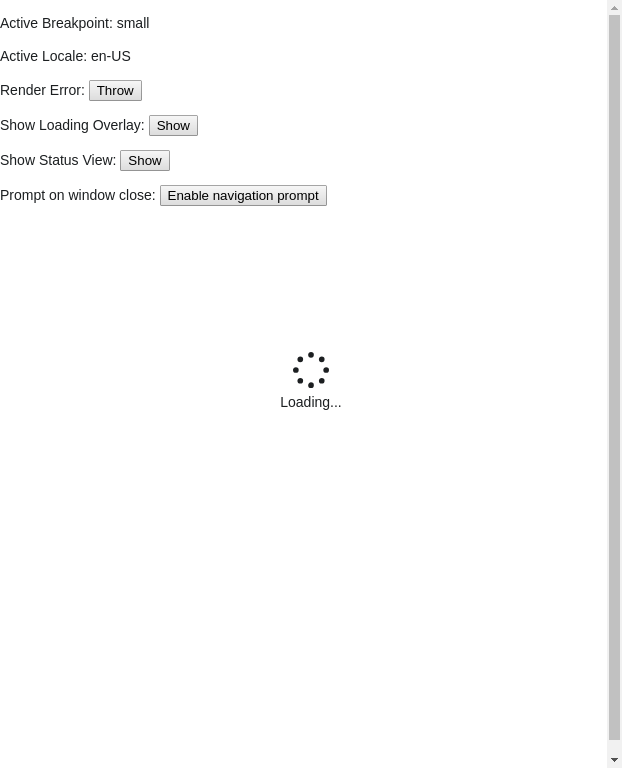 Active Breakpoint: small
Active Locale: en-US
Render Error: Throw
Show Loading Overlay: Show
Show Status View: Show
Prompt on window close: Enable navigation prompt
Loading...